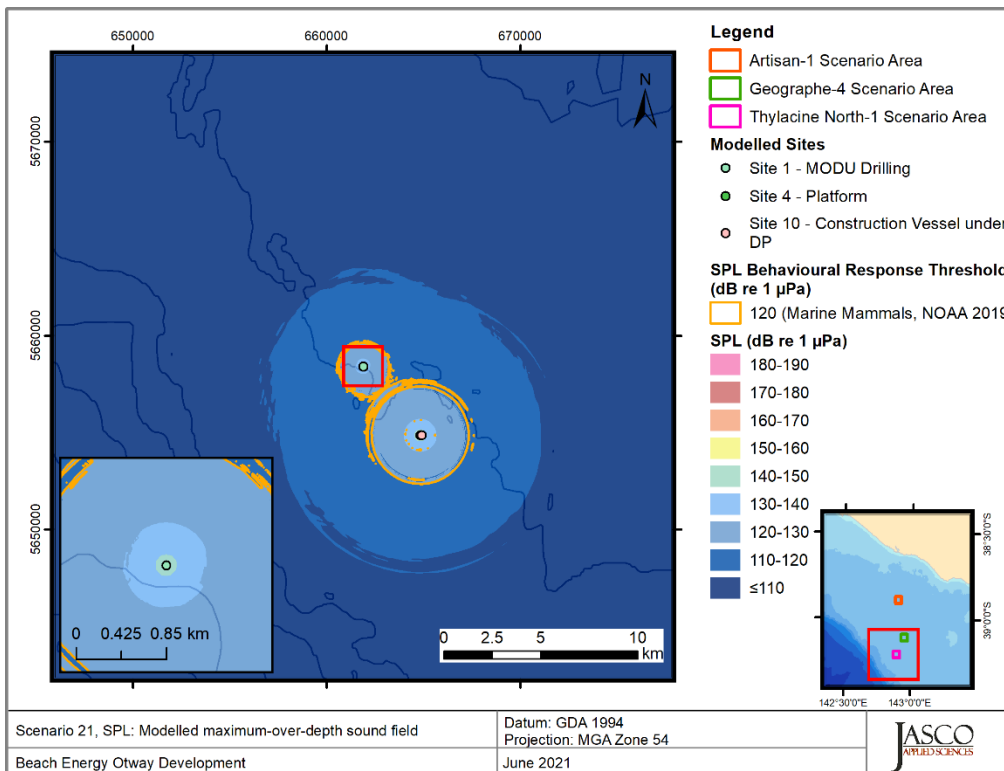 650000
660000
670000
5670000
5660000
5650000
N
0 0.425 0.85 km
0 2.5 5 10
km
Legend
Artisan-1 Scenario Area
Geographe-4 Scenario Area
Thylacine North-1 Scenario Area
Modelled Sites
Site 1 - MODU Drilling
Site 4 - Platform
Site 10 - Construction Vessel under
DP
SPL Behavioural Response Threshold
(dB re 1 µPa)
120 (Marine Mammals, NOAA 2019
SPL (dB re 1 µPa)
180-190
170-180
160-170
150-160
140-150
130-140
120-130
110-120
≤110
38°30'0"S
39°0'0"S
142°30'0"E
143°0'0"E
Scenario 21, SPL: Modelled maximum-over-depth sound field
Datum: GDA 1994
Projection: MGA Zone 54
Beach Energy Otway Development
June 2021
JASCO
APPLIED SCIENCES